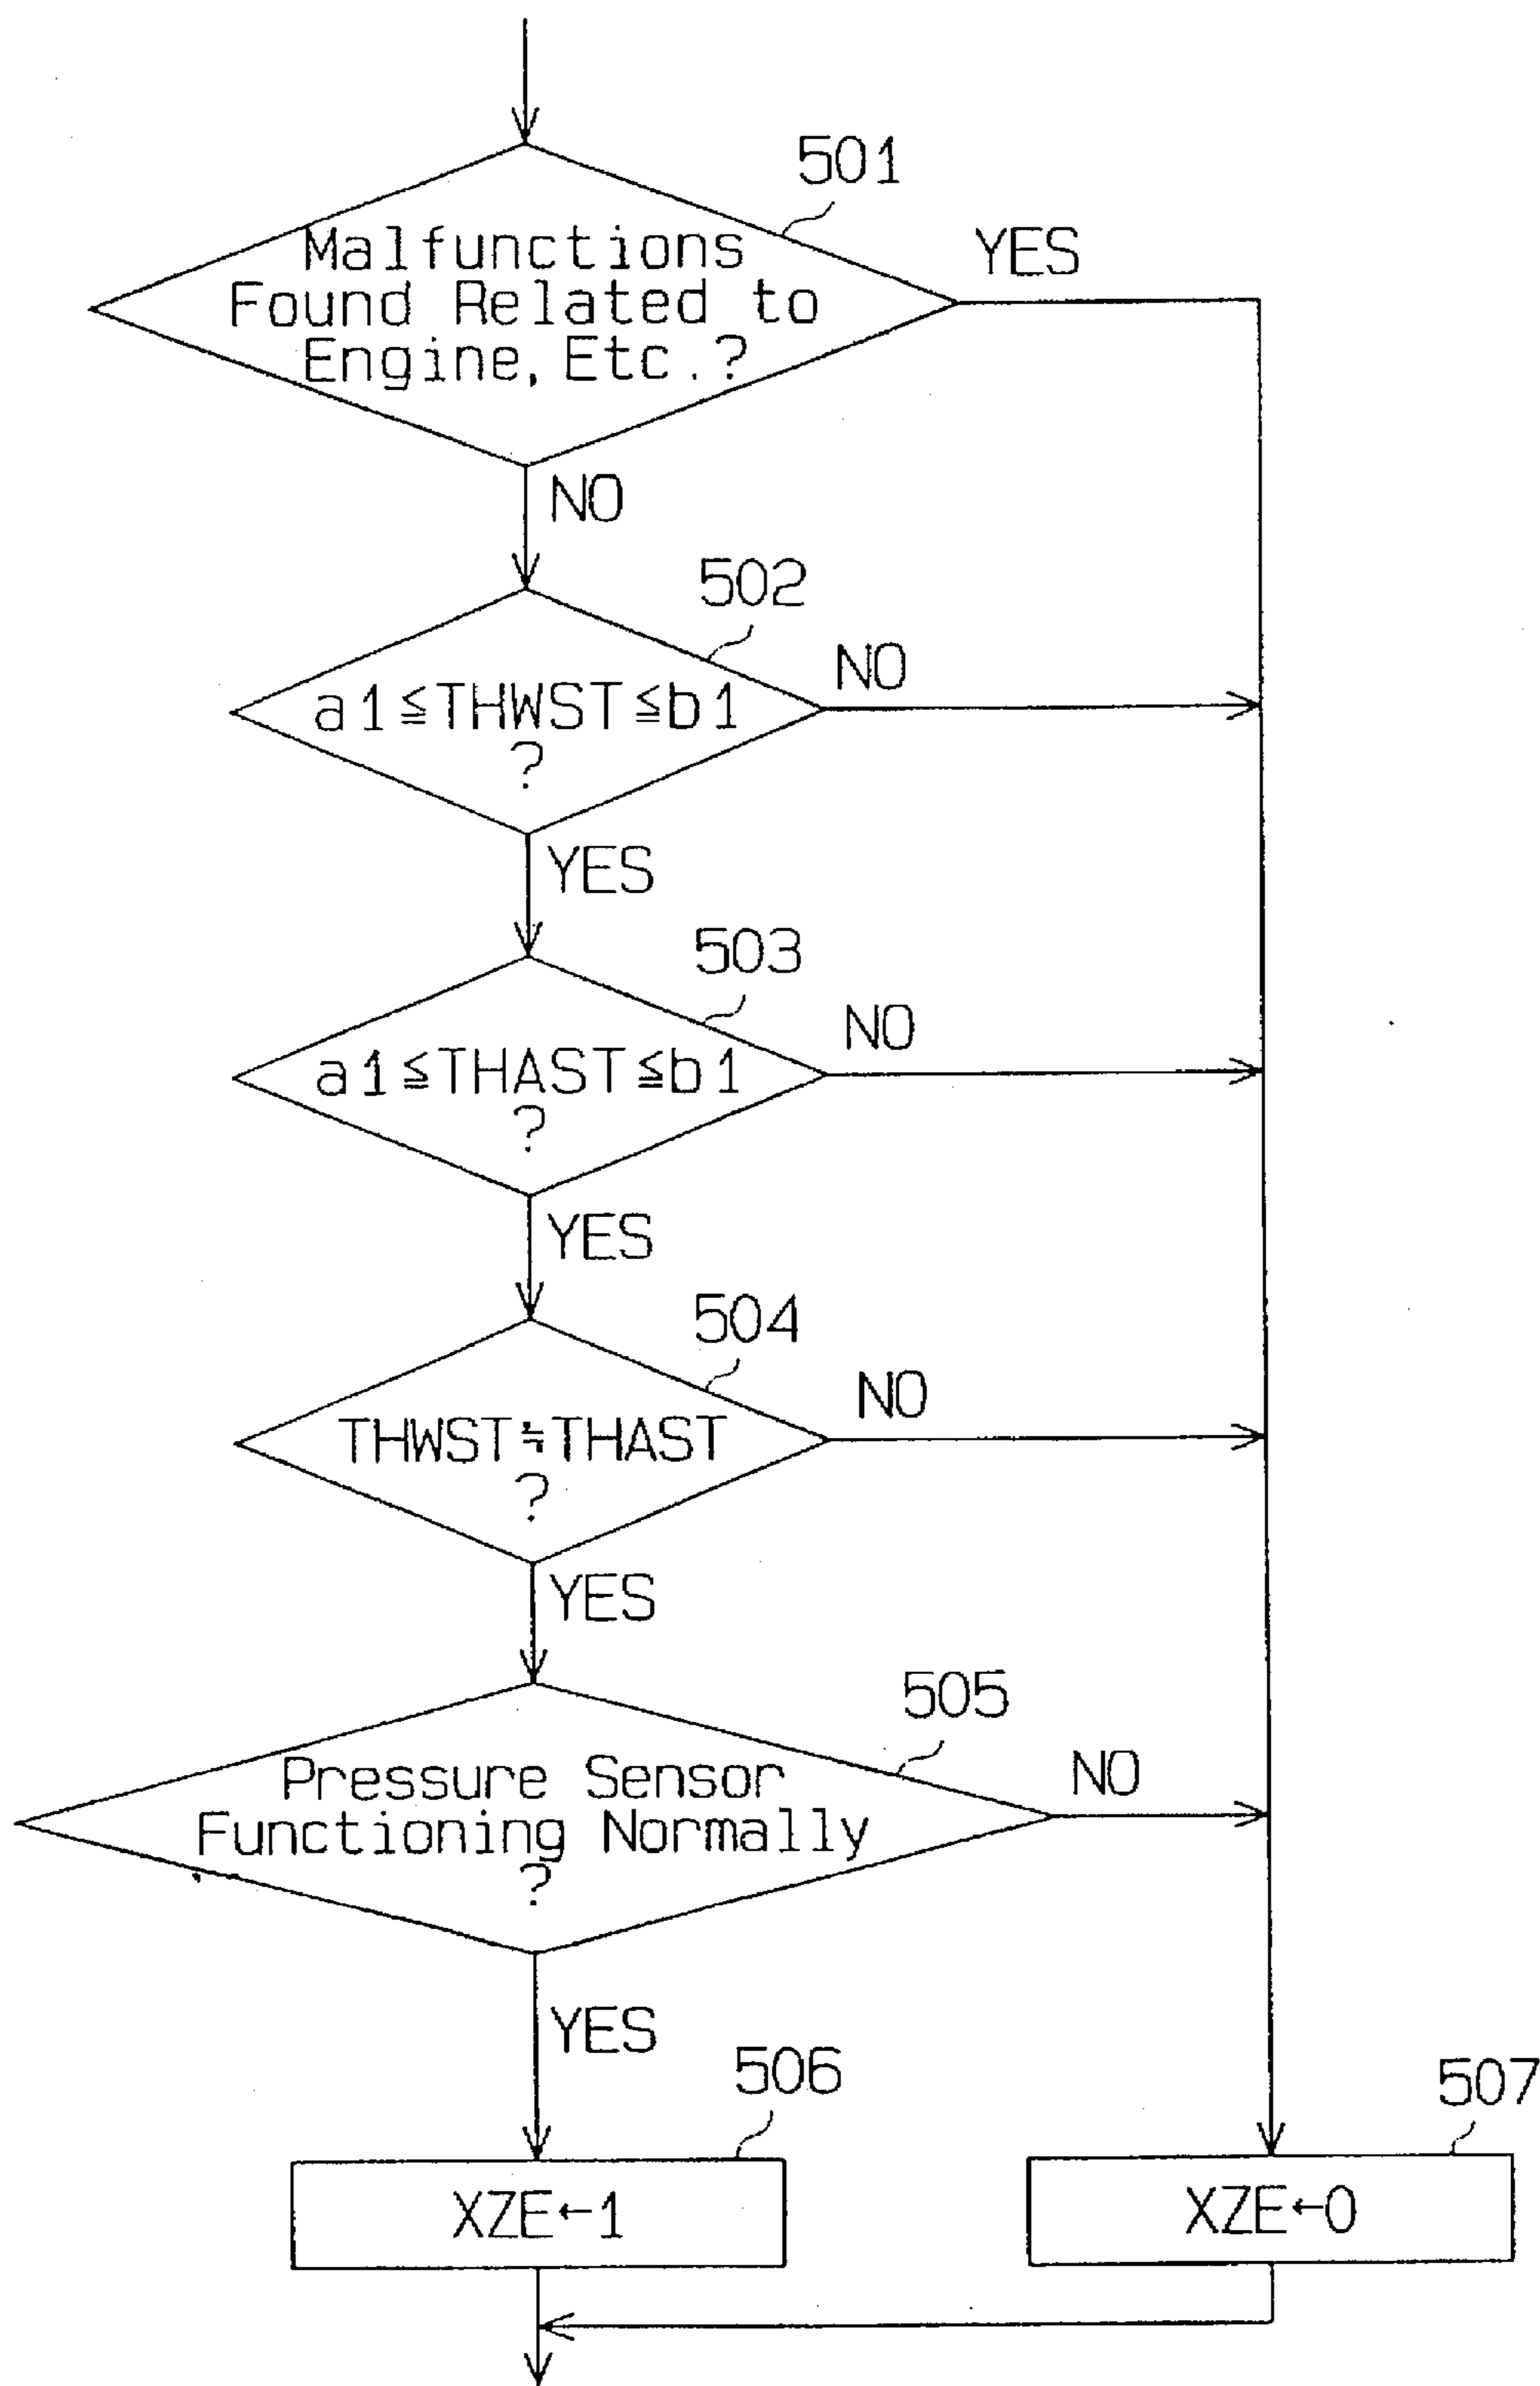 501
Malfunctions
Found Related to
Engine, Etc.?
YES
NO
502
a1≦THWST≦b1
?
NO
YES
503
a1≦THAST≦b1
?
NO
YES
504
THWST≒THAST
?
NO
YES
505
Pressure Sensor
Functioning Normally
?
NO
YES
506
XZE←1
507
XZE←0